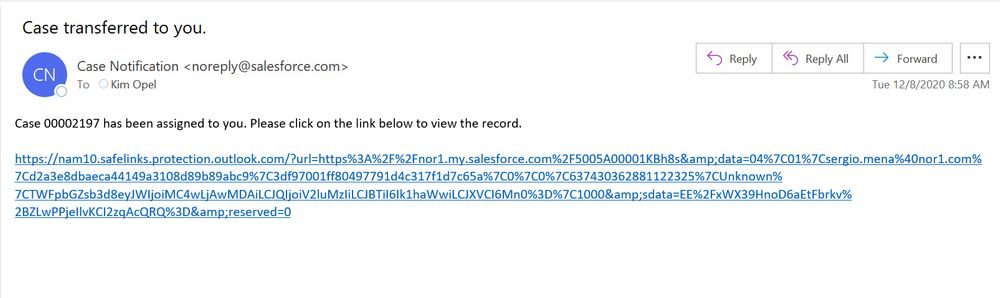 Case transferred to you.
CN
Case Notification <noreply@salesforce.com>
To Kim Opel
Reply
Reply All
Forward
Tue 12/8/2020 8:58 AM
Case 00002197 has been assigned to you. Please click on the link below to view the record.
https://nam10.safelinks.protection.outlook.com/?url=https%3A%2F%2Fnor1.my.salesforce.com%2F5005A00001KBh8s&amp;data=04%7C01%7Csergio.mena%40nor1.com%
7Cd2a3e8dbaeca44149a3108d89b89abc9%7C3df97001ff80497791d4c317f1d7c65a%7C0%7C0%7C637430362881122325%7CUnknown%
7CTWFpbGZsb3d8eyJWIjoiMC4wLjAwMDAiLCJQIjoiV2luMzIiLCJBTiI6Ik1haWwiLCJXVCI6Mn0%3D%7C1000&amp;sdata=EE%2FxWX39HnoD6aEtFbrkv%
2BZLwPPjeIlvKCI2zqAcQRQ%3D&amp;reserved=0